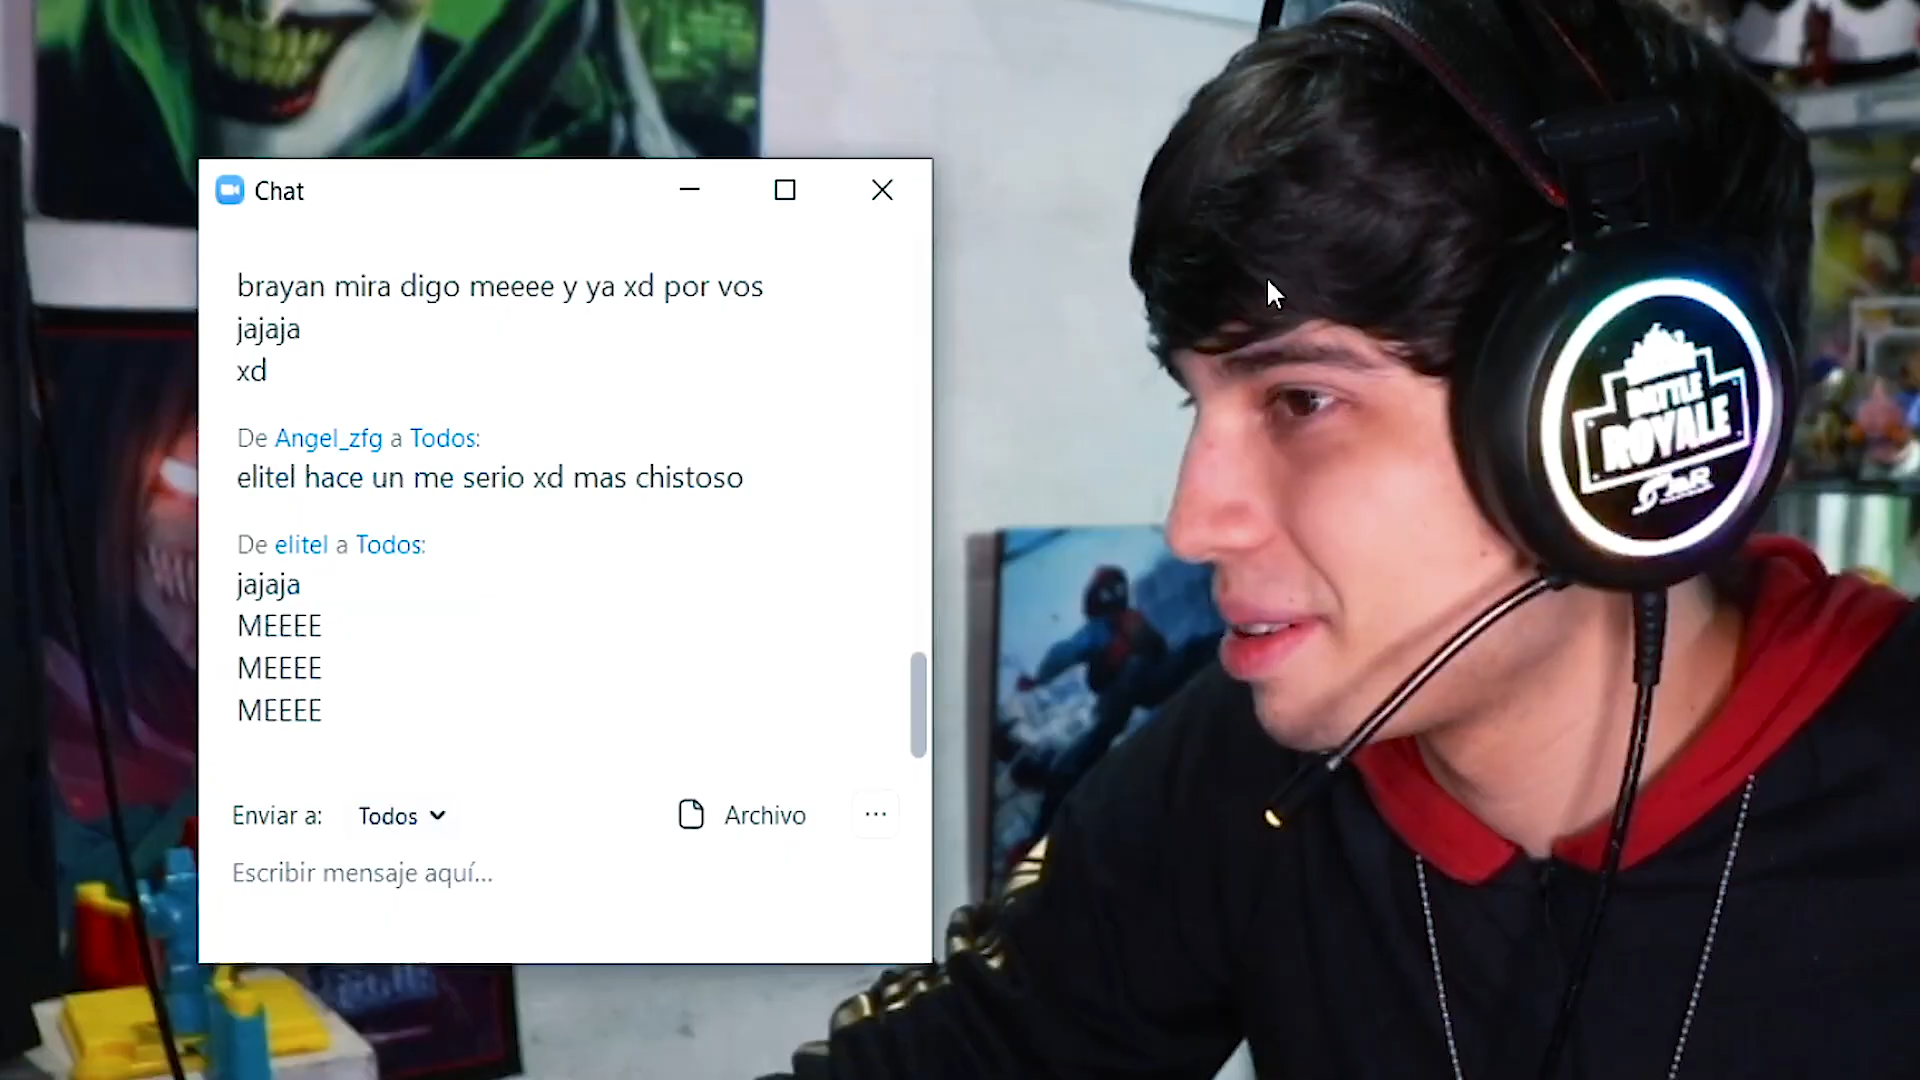 Chat
brayan mira digo meeee y ya xd por vos
jajaja
xd
De Angel_zfg a Todos:
elitel hace un me serio xd mas chistoso
De elitel a Todos:
jajaja
MEEEE
MEEEE
MEEEE
Enviar a: Todos
Archivo
...
Escribir mensaje aquí...
BATTLE
ROYALE